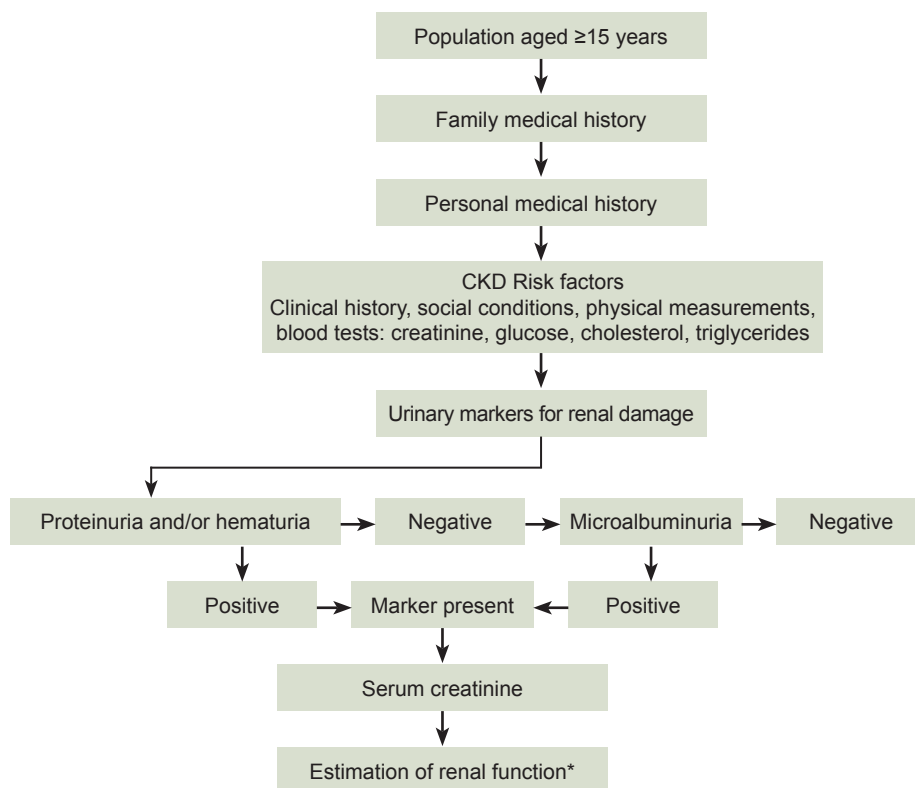 Population aged ≥15 years
Family medical history
Personal medical history
CKD Risk factors
Clinical history, social conditions, physical measurements,
blood tests: creatinine, glucose, cholesterol, triglycerides
Urinary markers for renal damage
Proteinuria and/or hematuria
Negative
Microalbuminuria
Negative
Positive
Marker present
Positive
Serum creatinine
Estimation of renal function*